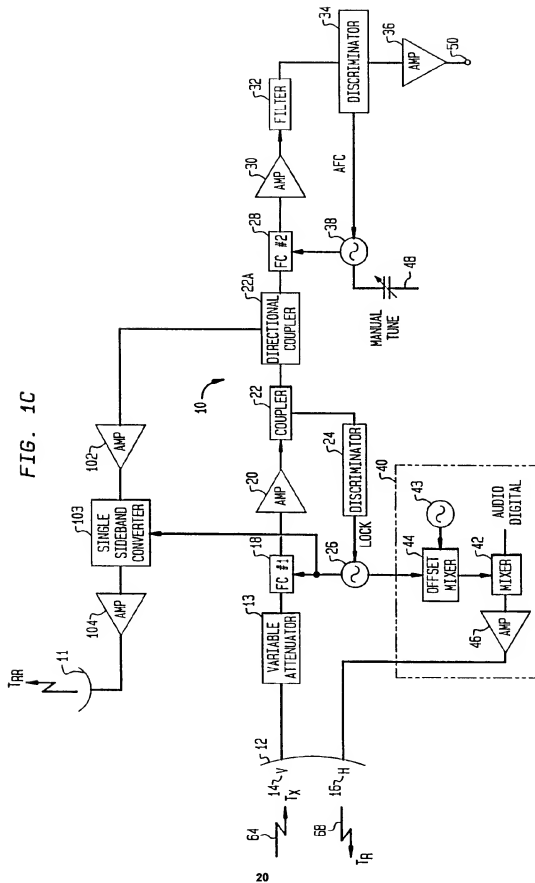 FIG. 1C
TRR
11
104
AMP
103
SINGLE
SIDEBAND
CONVERTER
102
AMP
10
22A
DIRECTIONAL
COUPLER
28
FC #2
30
AMP
32
FILTER
34
DISCRIMINATOR
36
AMP
50
AFC
38
48
MANUAL
TUNE
12
14
V
64
TX
13
VARIABLE
ATTENUATOR
18
FC #1
20
AMP
22
COUPLER
24
DISCRIMINATOR
LOCK
26
16
H
68
TR
40
43
44
OFFSET
MIXER
42
MIXER
AUDIO
DIGITAL
46
AMP
20